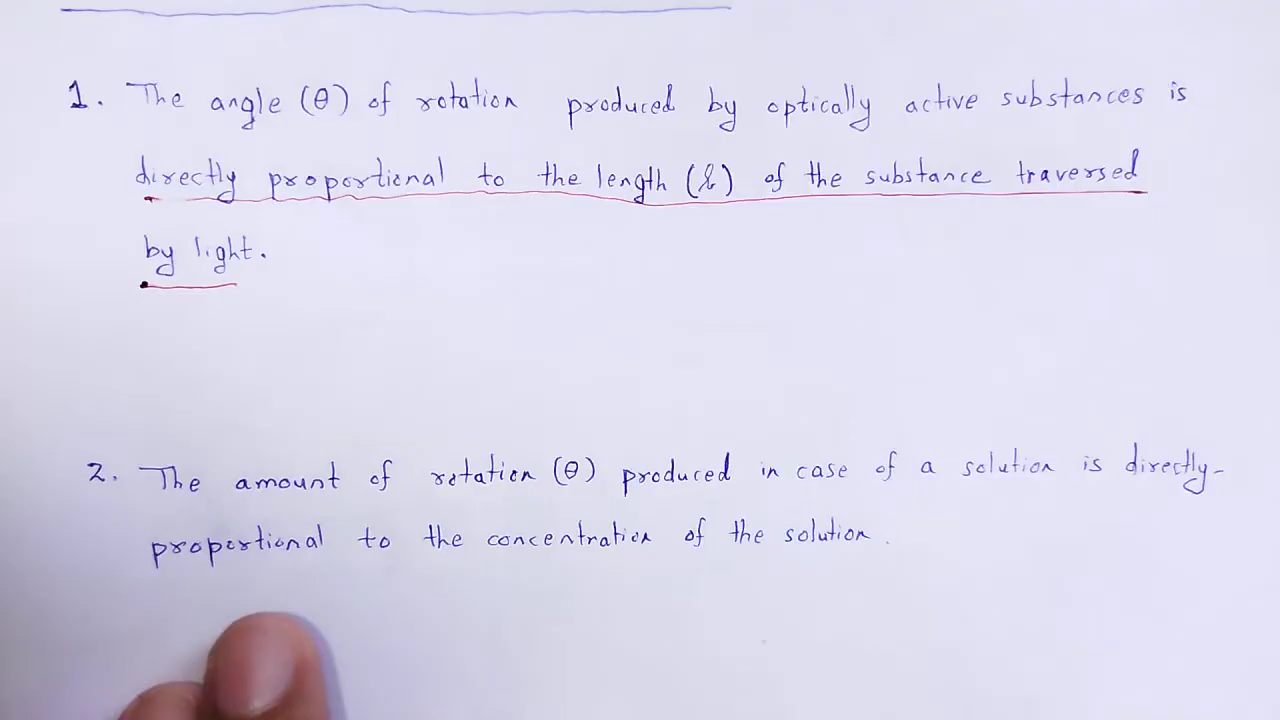 1. The angle (θ) of rotation produced by optically active substances is
directly proportional to the length (l) of the substance traversed
by light.
2. The amount of rotation (θ) produced in case of a solution is directly-
proportional to the concentration of the solution.